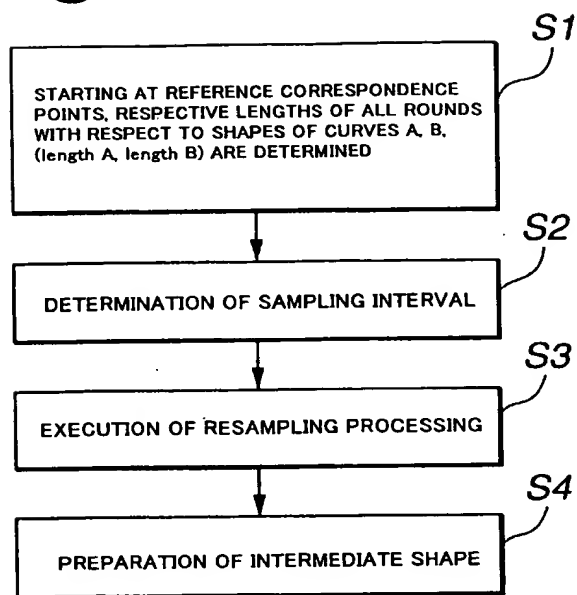 S1
STARTING AT REFERENCE CORRESPONDENCE
POINTS, RESPECTIVE LENGTHS OF ALL ROUNDS
WITH RESPECT TO SHAPES OF CURVES A, B,
(length A, length B) ARE DETERMINED
S2
DETERMINATION OF SAMPLING INTERVAL
S3
EXECUTION OF RESAMPLING PROCESSING
S4
PREPARATION OF INTERMEDIATE SHAPE